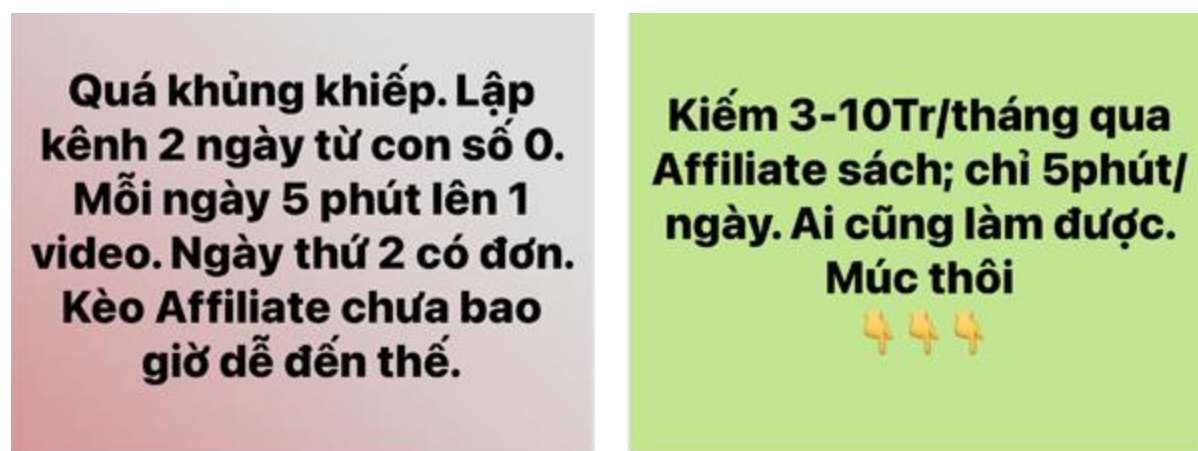 Quá khủng khiếp. Lập
kênh 2 ngày từ con số 0.
Mỗi ngày 5 phút lên 1
video. Ngày thứ 2 có đơn.
Kèo Affiliate chưa bao
giờ dễ đến thế.
Kiếm 3-10Tr/tháng qua
Affiliate sách; chỉ 5phút/
ngày. Ai cũng làm được.
Múc thôi
👇👇👇